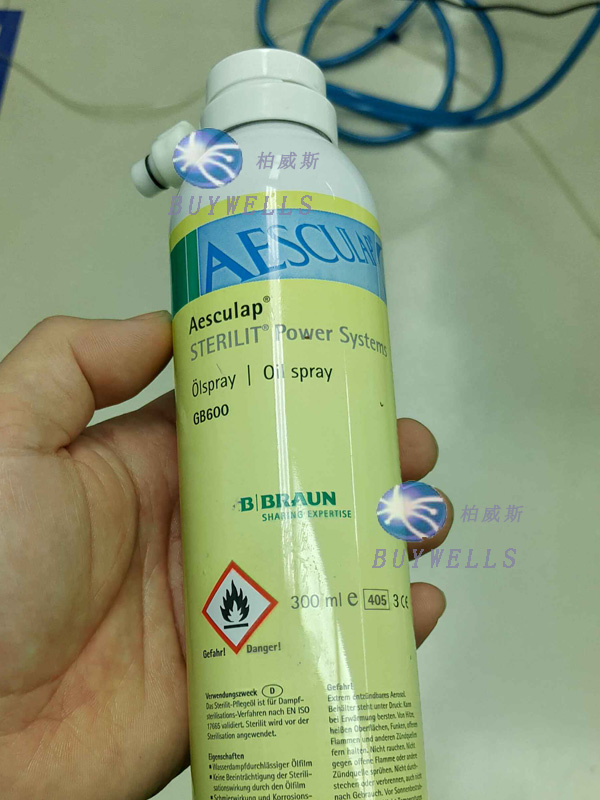 柏威斯
BUYWELLS
AESCULAP
Aesculap®
STERILIT® Power Systems
Ölspray | Oil spray
GB600
B|BRAUN
SHARING EXPERTISE
柏威斯
BUYWELLS
300 ml e 405 3 CE
Gefahr! Danger!
Verwendungszweck D
Das Sterilit-Pflegeöl ist für Dampf-
sterilisations-Verfahren nach EN ISO
17665 validiert. Sterilit wird vor der
Sterilisation angewendet.
Eigenschaften
• Wasserdampfdurchlässiger Ölfilm
• Keine Beeinträchtigung der Sterili-
sationswirkung durch den Ölfilm
• Schmierwirkung und Korrosions-
Gefahr!
Extrem entzündbares Aerosol.
Behälter steht unter Druck: Kann
bei Erwärmung bersten. Von Hitze,
heißen Oberflächen, Funken, offenen
Flammen und anderen Zündquellen
fern halten. Nicht rauchen. Nicht
gegen offene Flamme oder andere
Zündquelle sprühen. Nicht durch-
stechen oder verbrennen, auch nicht
nach Gebrauch. Vor Sonnenbestrah-